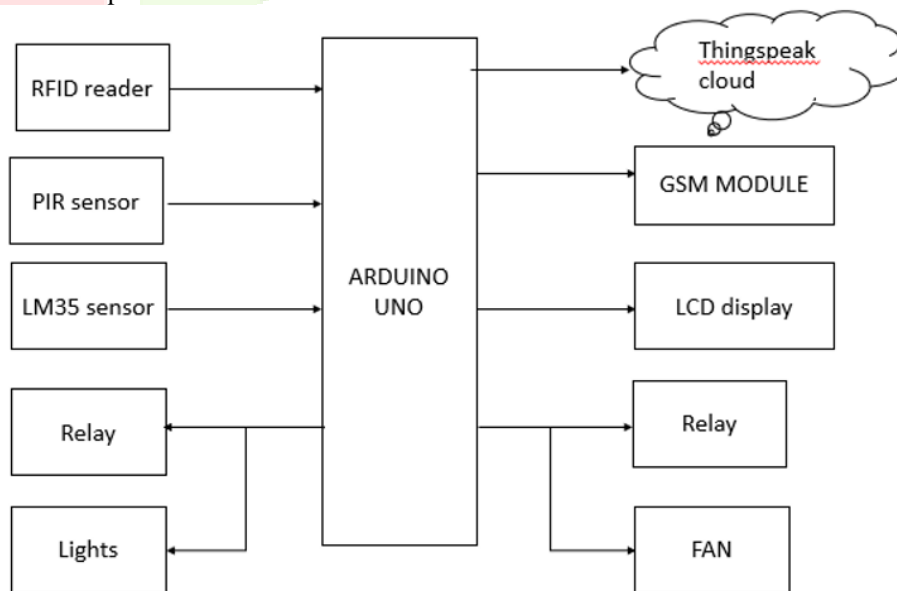 Thingspeak
cloud
RFID reader
GSM MODULE
PIR sensor
ARDUINO
UNO
LM35 sensor
LCD display
Relay
Relay
Lights
FAN